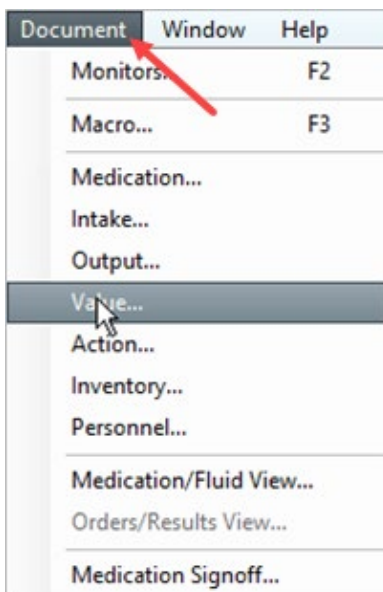 Document Window Help
Monitors... F2
Macro... F3
Medication...
Intake...
Output...
Value...
Action...
Inventory...
Personnel...
Medication/Fluid View...
Orders/Results View...
Medication Signoff...